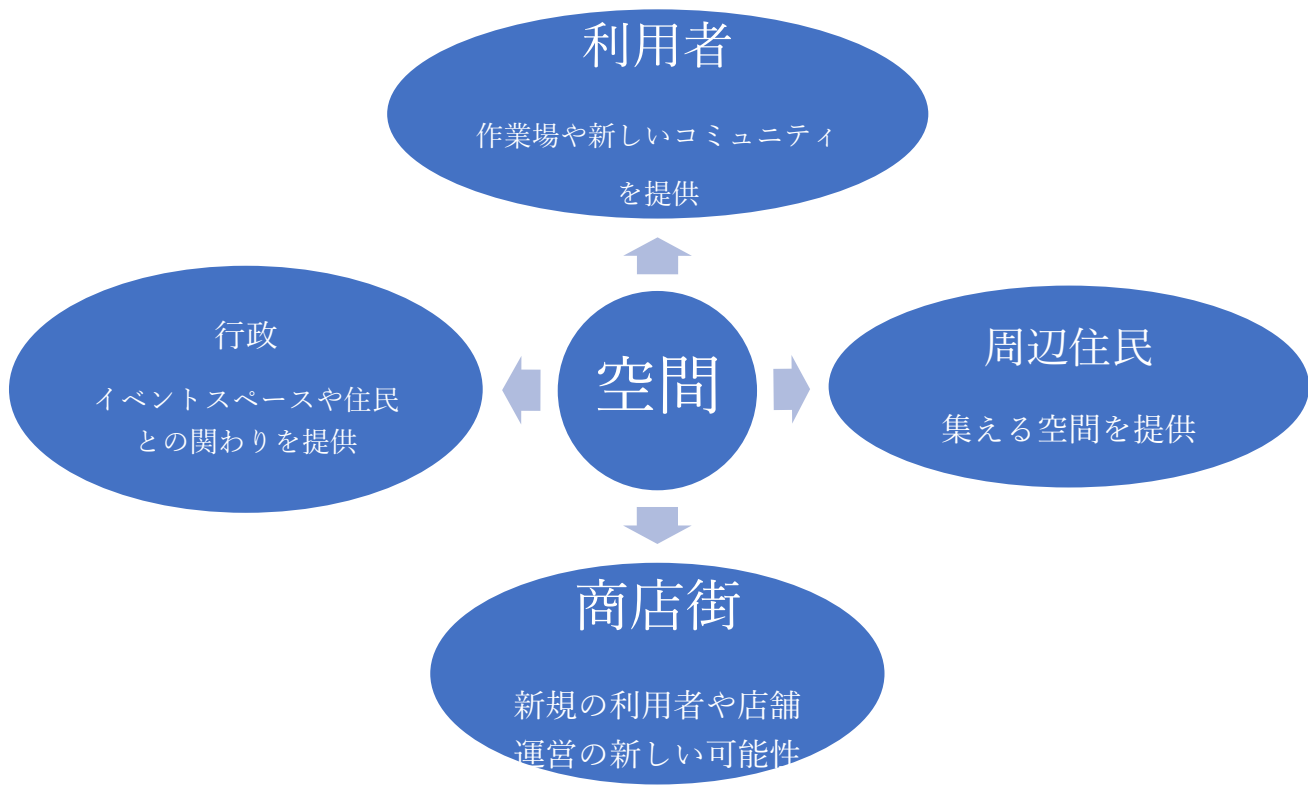 利用者
作業場や新しいコミュニティ
を提供
行政
イベントスペースや住民
との関わりを提供
空間
周辺住民
集える空間を提供
商店街
新規の利用者や店舗
運営の新しい可能性